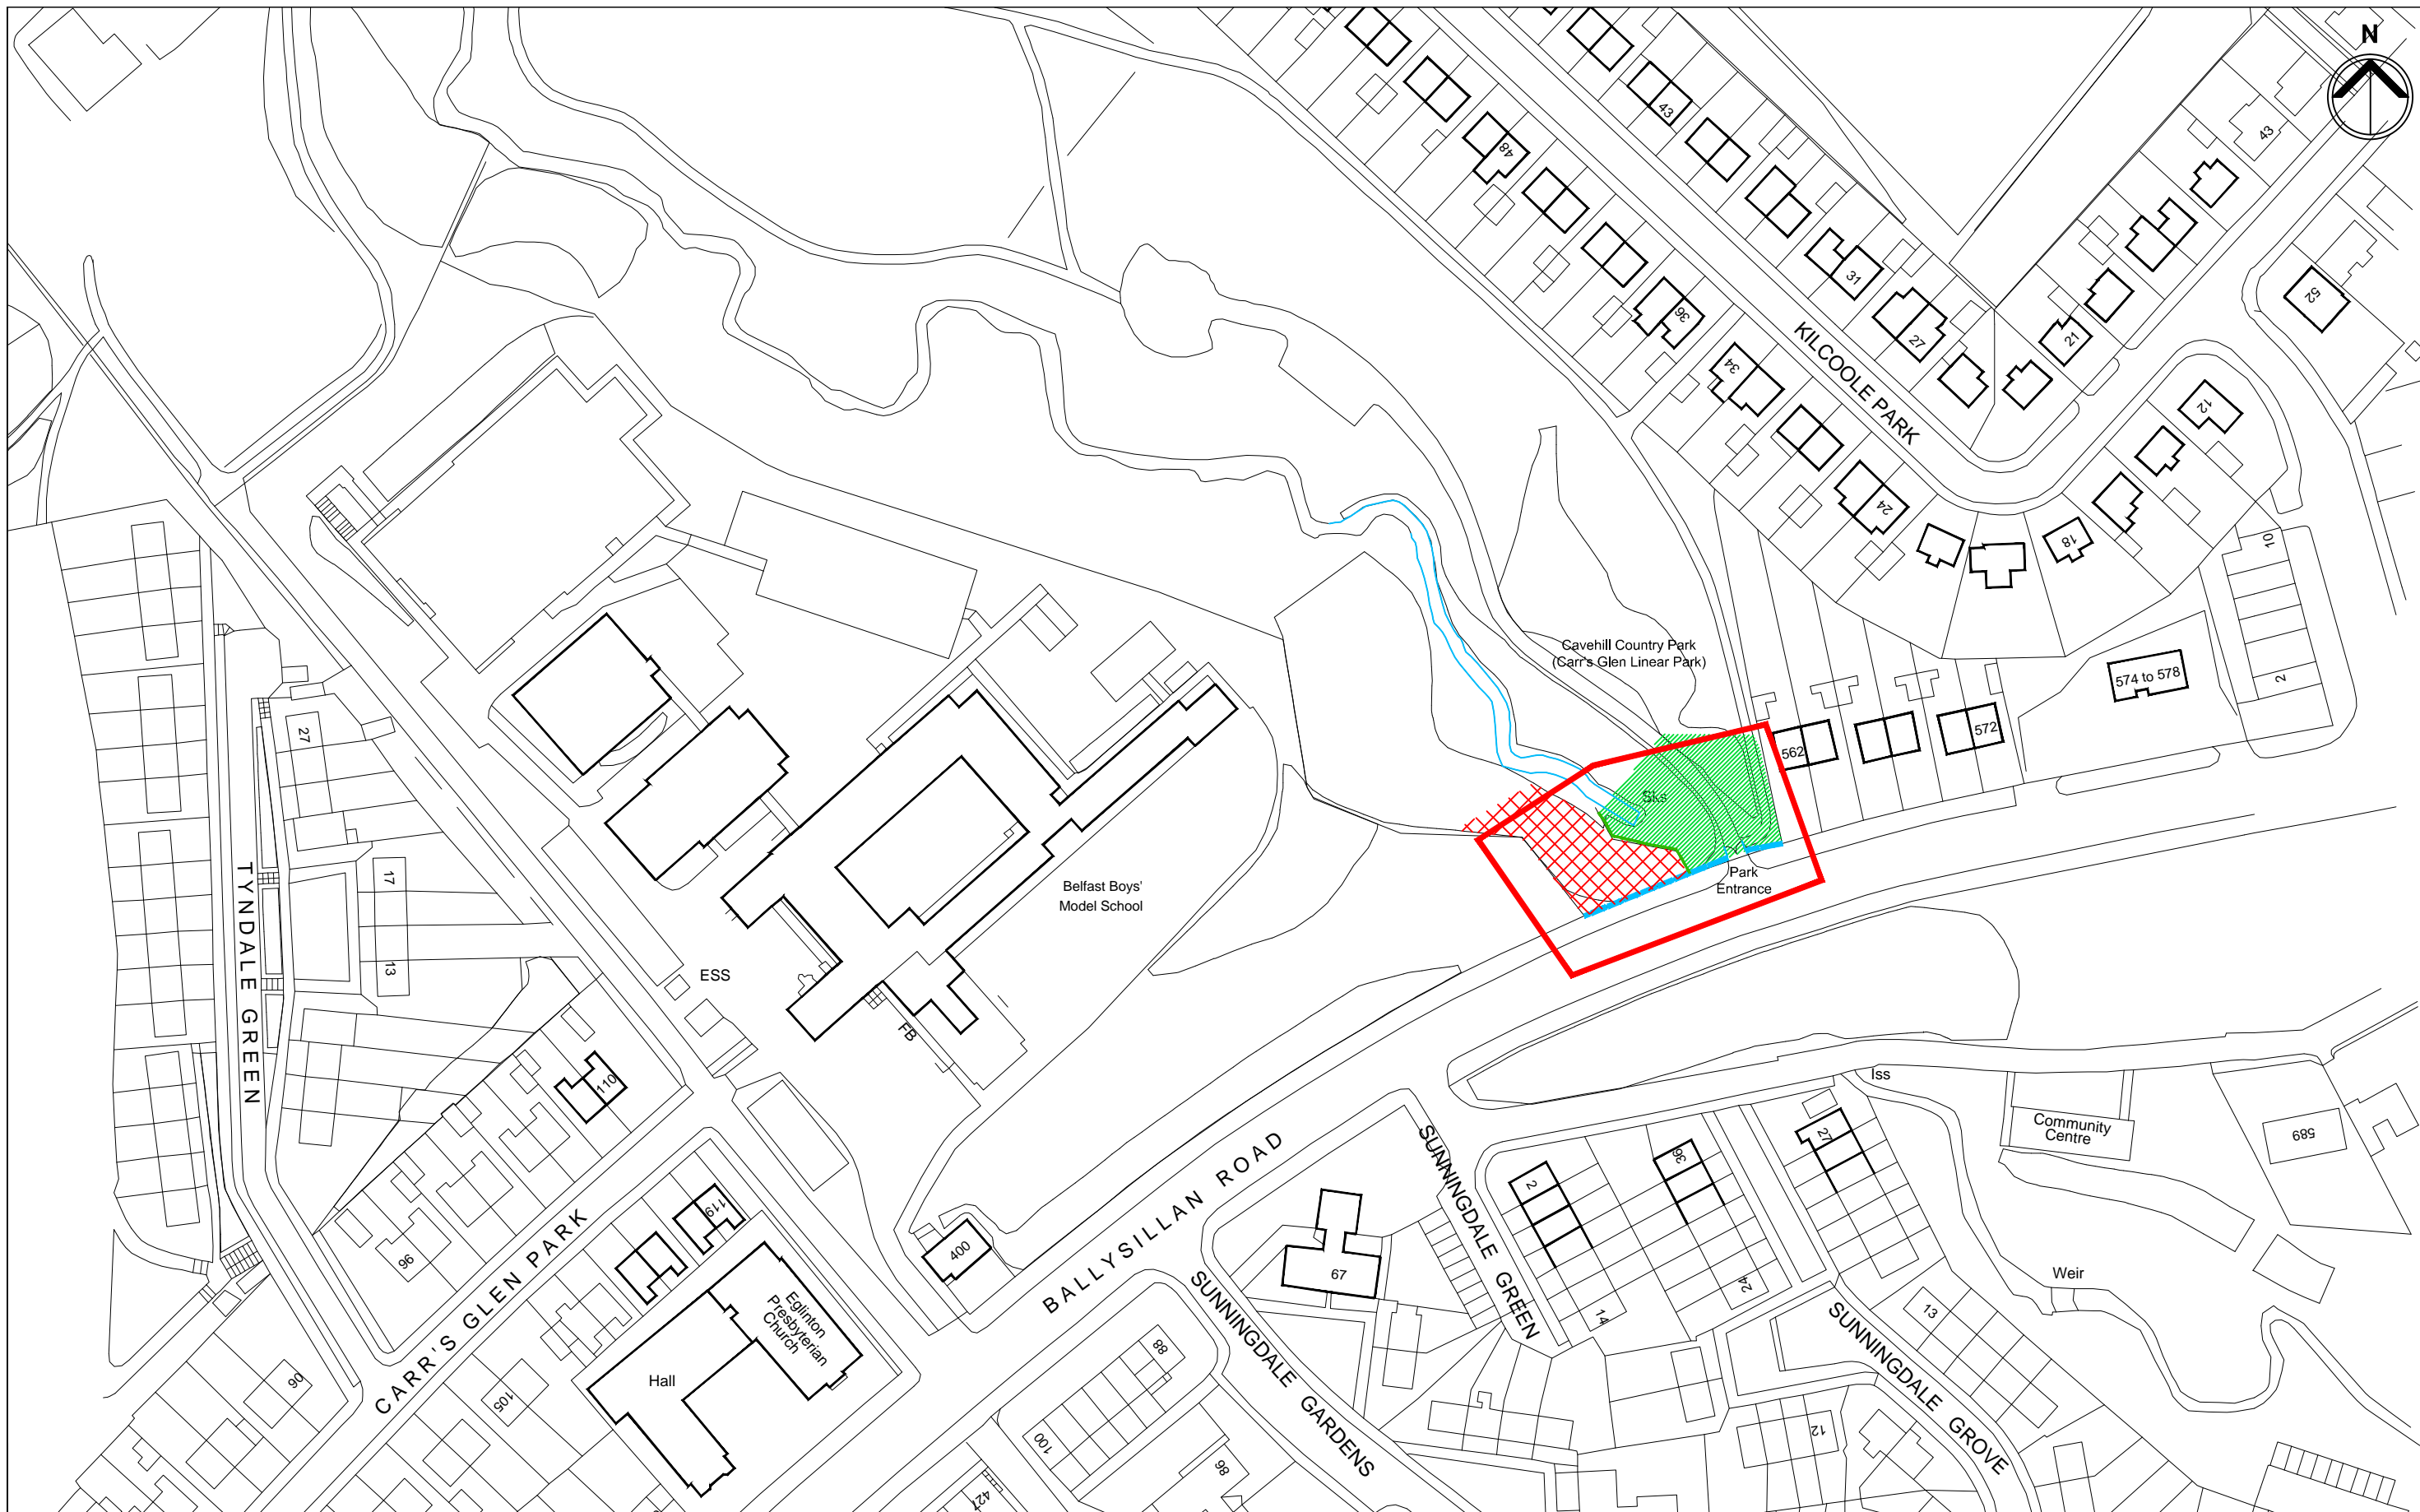 N
43
48
43
36
31
27
21
52
34
KILCOOLE PARK
12
24
18
10
2
Cavehill Country Park
(Carr's Glen Linear Park)
574 to 578
562
572
Sks
Park
Entrance
27
17
13
TYNDALE GREEN
Belfast Boys'
Model School
ESS
FB
110
Iss
Community
Centre
589
BALLYSILLAN ROAD
SUNNINGDALE GREEN
2
36
27
119
96
400
67
CARR'S GLEN PARK
Eglinton
Presbyterian
Church
Hall
SUNNINGDALE GARDENS
14
24
Weir
13
SUNNINGDALE GROVE
90
105
88
100
98
427
12